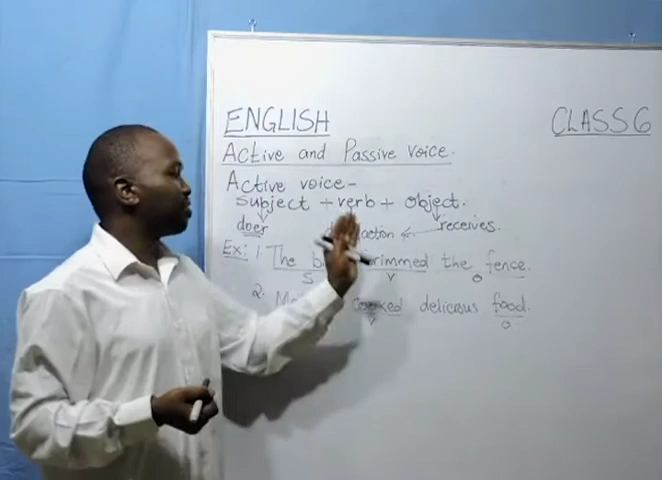 ENGLISH
CLASS 6
Active and Passive voice.
Active voice-
subject + verb + object.
doer action receives.
Ex: 1. The trimmed the fence.
S V O
2. cooked delicious food.
V O